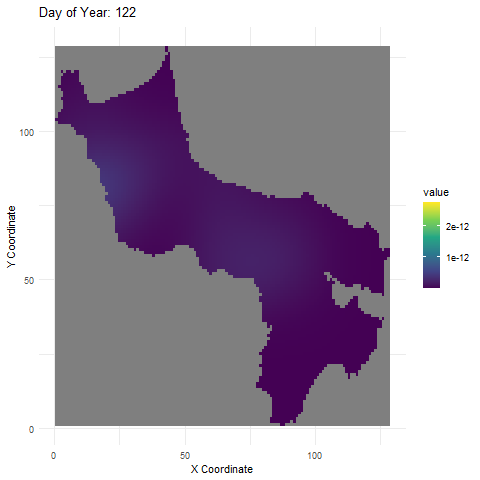 Day of Year: 122
Y Coordinate
100
50
0
0
50
100
X Coordinate
value
2e-12
1e-12